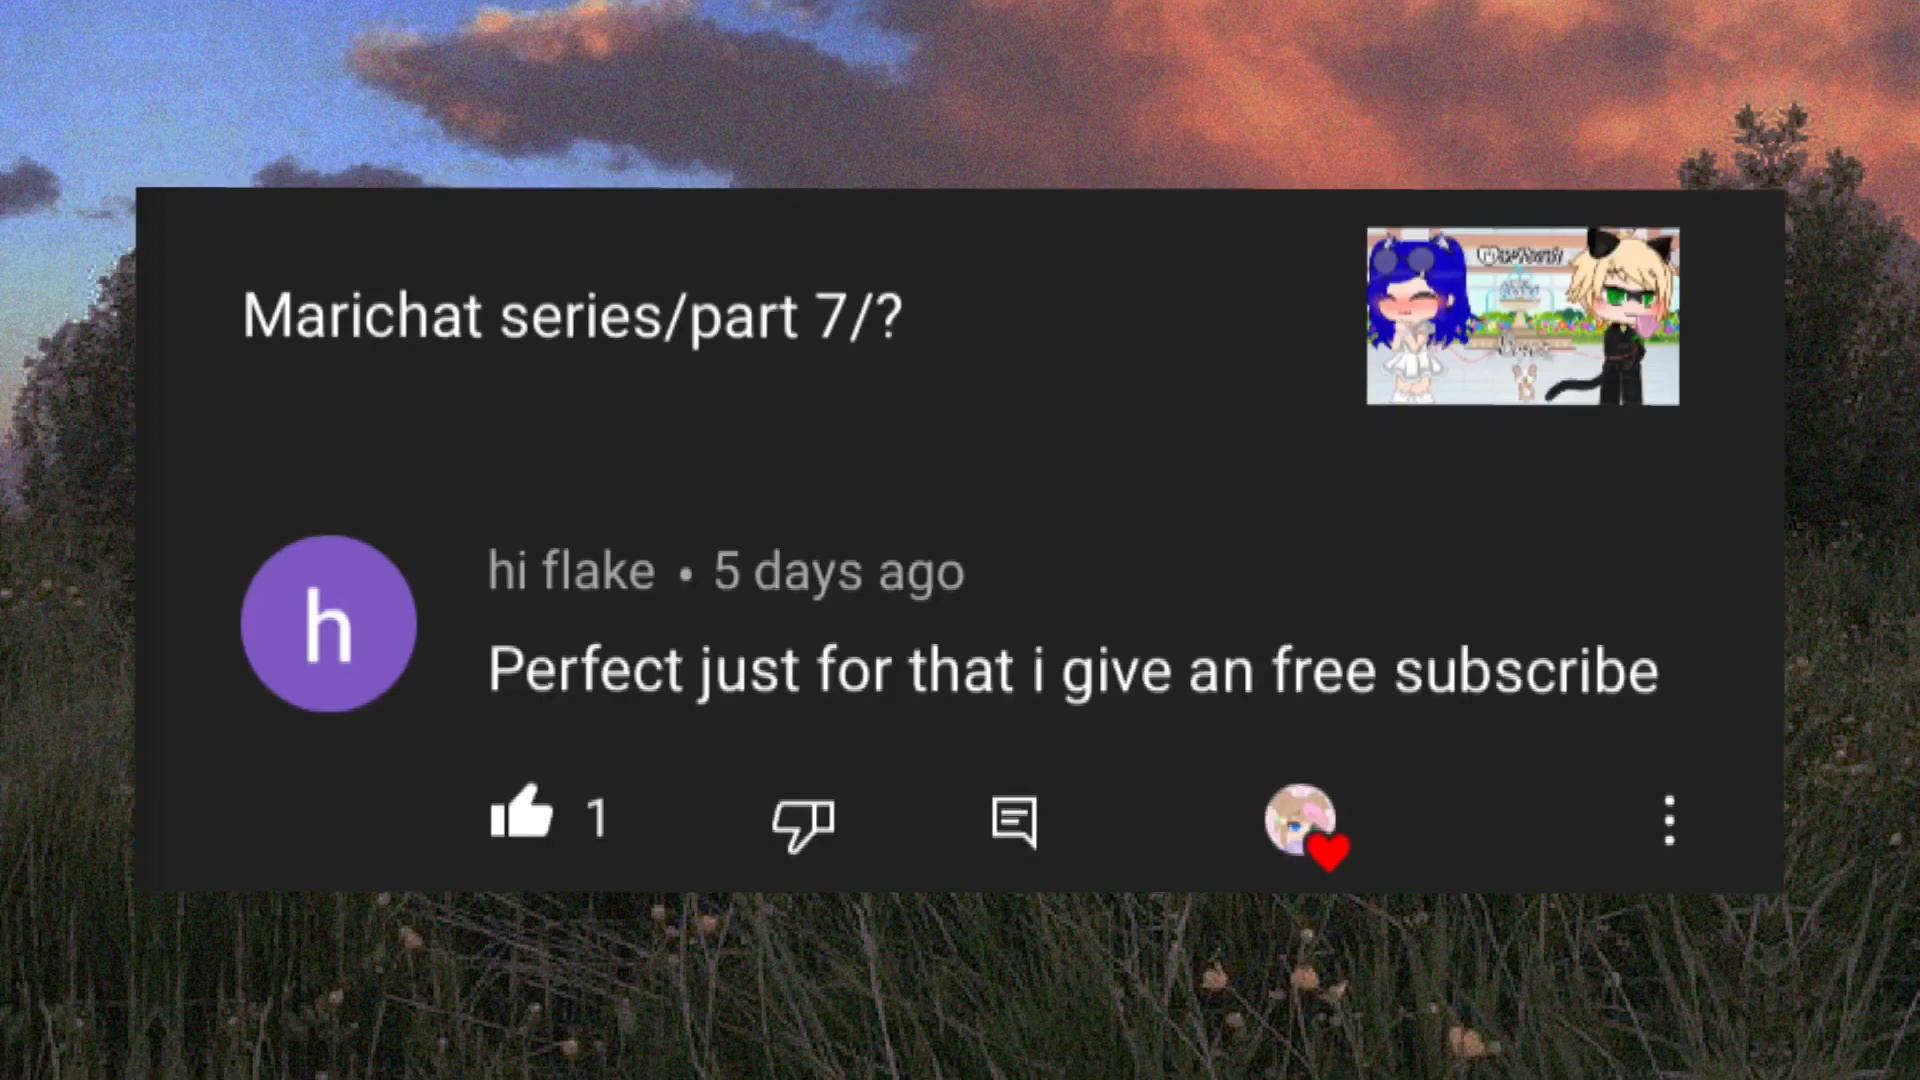 Marichat series/part 7/?
hi flake • 5 days ago
h
Perfect just for that i give an free subscribe
1